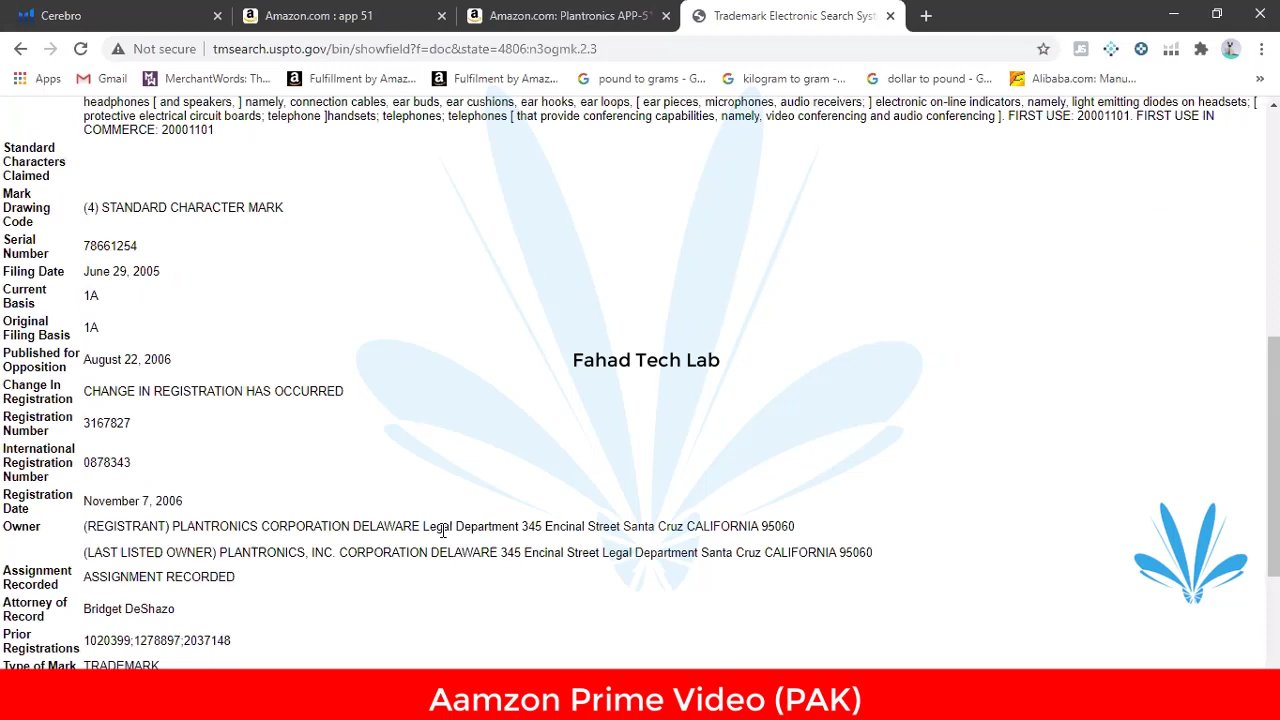 Cerebro
Amazon.com : app 51
Amazon.com: Plantronics APP-5
Trademark Electronic Search Syst
Not secure
tmsearch.uspto.gov/bin/showfield?f=doc&state=4806:n3ogmk.2.3
Apps
Gmail
MerchantWords: Th...
Fulfillment by Amaz...
Fulfilment by Amaz...
pound to grams - G...
kilogram to gram -...
dollar to pound - G...
Alibaba.com: Manu...
»
headphones [ and speakers, ] namely, connection cables, ear buds, ear cushions, ear hooks, ear loops, [ ear pieces, microphones, audio receivers; ] electronic on-line indicators, namely, light emitting diodes on headsets; [
protective electrical circuit boards; telephone ]handsets; telephones; telephones [ that provide conferencing capabilities, namely, video conferencing and audio conferencing ]. FIRST USE: 20001101. FIRST USE IN
COMMERCE: 20001101
Standard
Characters
Claimed
Mark
Drawing
Code
(4) STANDARD CHARACTER MARK
Serial
Number
78661254
Filing Date
June 29, 2005
Current
Basis
1A
Original
Filing Basis
1A
Published for
Opposition
August 22, 2006
Change In
Registration
CHANGE IN REGISTRATION HAS OCCURRED
Registration
Number
3167827
International
Registration
Number
0878343
Registration
Date
November 7, 2006
Owner
(REGISTRANT) PLANTRONICS CORPORATION DELAWARE Legal Department 345 Encinal Street Santa Cruz CALIFORNIA 95060
(LAST LISTED OWNER) PLANTRONICS, INC. CORPORATION DELAWARE 345 Encinal Street Legal Department Santa Cruz CALIFORNIA 95060
Assignment
Recorded
ASSIGNMENT RECORDED
Attorney of
Record
Bridget DeShazo
Prior
Registrations
1020399;1278897;2037148
Type of Mark
TRADEMARK
Fahad Tech Lab
Aamzon Prime Video (PAK)